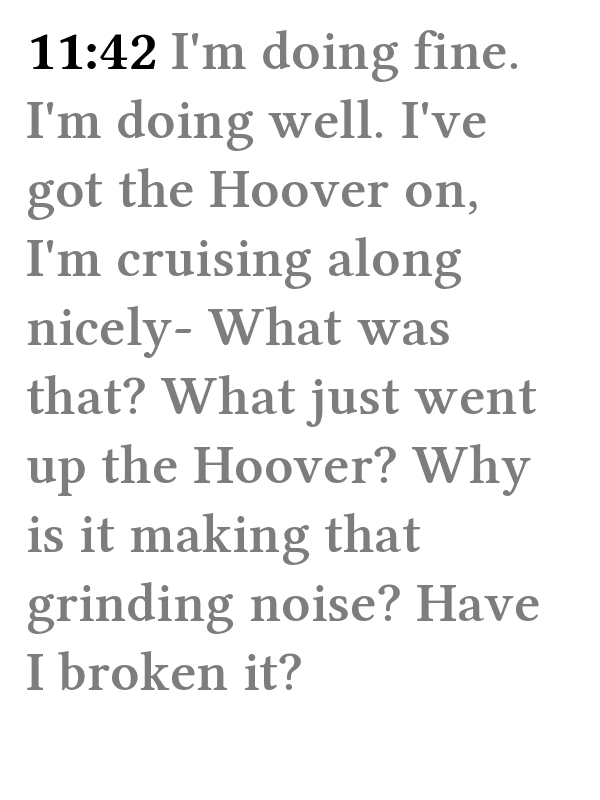 11:42 I'm doing fine.
I'm doing well. I've
got the Hoover on,
I'm cruising along
nicely- What was
that? What just went
up the Hoover? Why
is it making that
grinding noise? Have
I broken it?